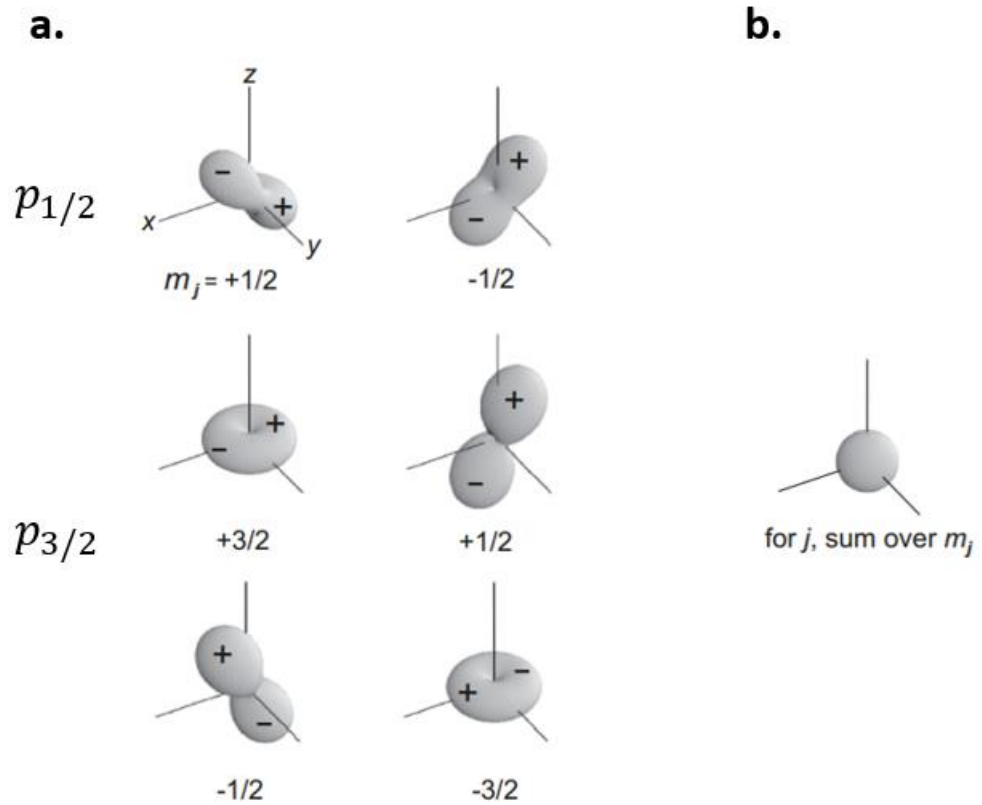 a.
b.
z
x
y
p1/2
- +
+ -
mj = +1/2
-1/2
- +
+ -
p3/2
+3/2
+1/2
for j, sum over mj
+ -
+ -
-1/2
-3/2